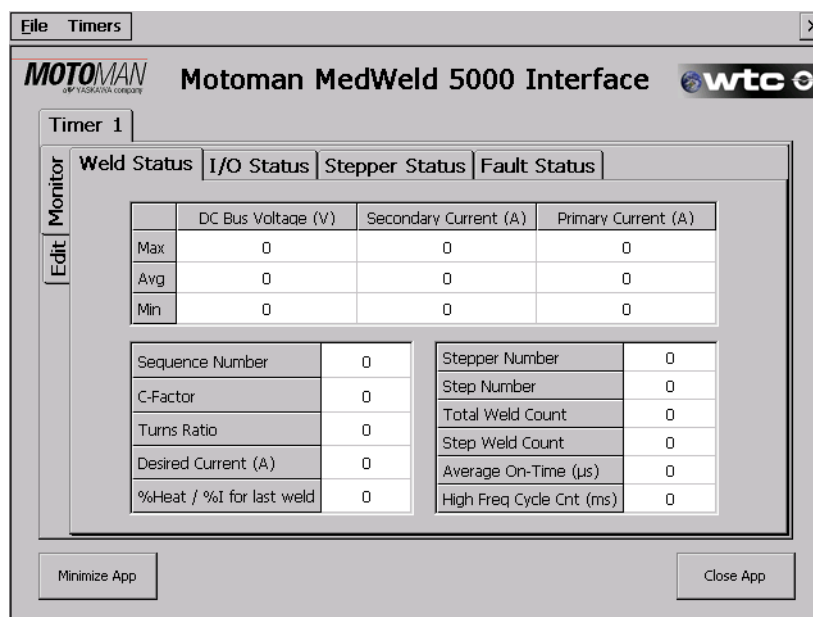 File Timers
MOTOMAN
a YASKAWA company
Motoman MedWeld 5000 Interface
wtc
Timer 1
Monitor
Edit
Weld Status I/O Status Stepper Status Fault Status
DC Bus Voltage (V) Secondary Current (A) Primary Current (A)
Max 0 0 0
Avg 0 0 0
Min 0 0 0
Sequence Number 0
C-Factor 0
Turns Ratio 0
Desired Current (A) 0
%Heat / %I for last weld 0
Stepper Number 0
Step Number 0
Total Weld Count 0
Step Weld Count 0
Average On-Time (µs) 0
High Freq Cycle Cnt (ms) 0
Minimize App
Close App